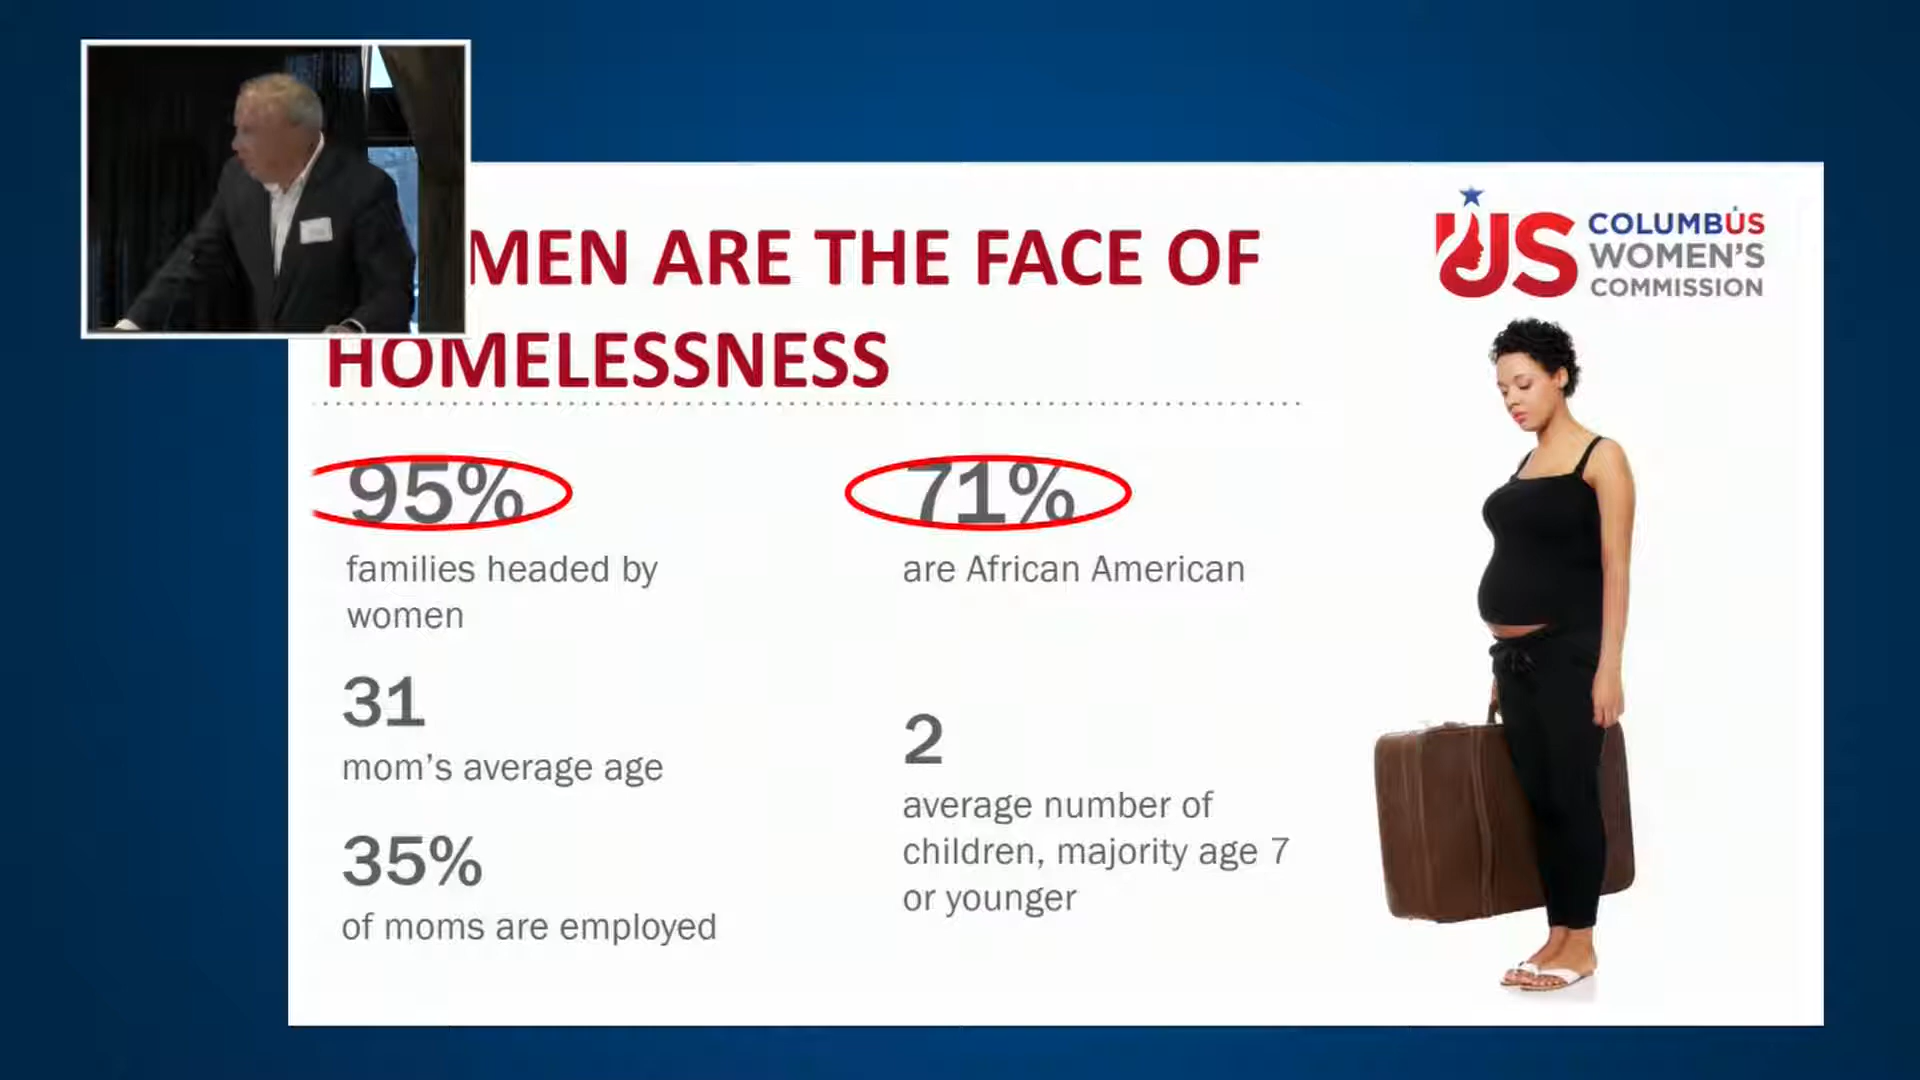 MEN ARE THE FACE OF
HOMELESSNESS
US
COLUMBUS
WOMEN'S
COMMISSION
95%
families headed by
women
71%
are African American
31
mom's average age
2
average number of
children, majority age 7
or younger
35%
of moms are employed